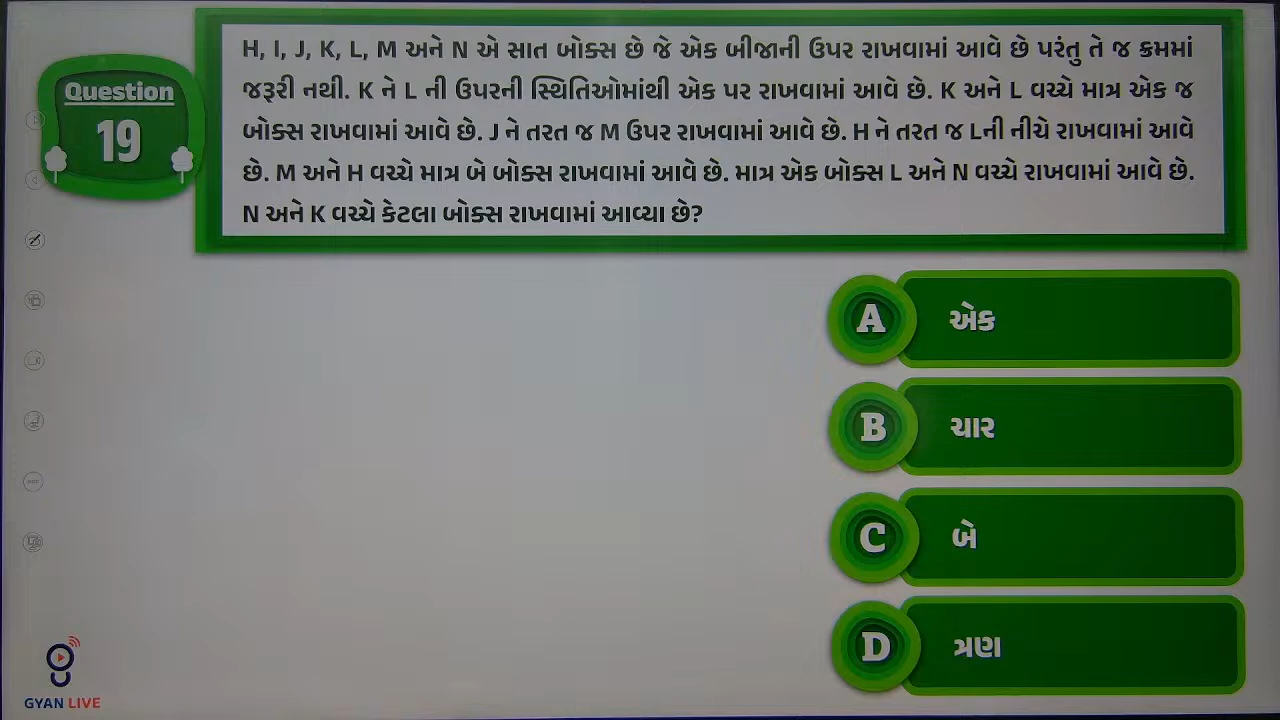 Question
19
H, I, J, K, L, M અને N એ સાત બોક્સ છે જે એક બીજાની ઉપર રાખવામાં આવે છે પરંતુ તે જ ક્રમમાં
જરૂરી નથી. K ને L ની ઉપરની સ્થિતિઓમાંથી એક પર રાખવામાં આવે છે. K અને L વચ્ચે માત્ર એક જ
બોક્સ રાખવામાં આવે છે. J ને તરત જ M ઉપર રાખવામાં આવે છે. H ને તરત જ Lની નીચે રાખવામાં આવે
છે. M અને H વચ્ચે માત્ર બે બોક્સ રાખવામાં આવે છે. માત્ર એક બોક્સ L અને N વચ્ચે રાખવામાં આવે છે.
N અને K વચ્ચે કેટલા બોક્સ રાખવામાં આવ્યા છે?
A એક
B ચાર
C બે
D ત્રણ
GYAN LIVE